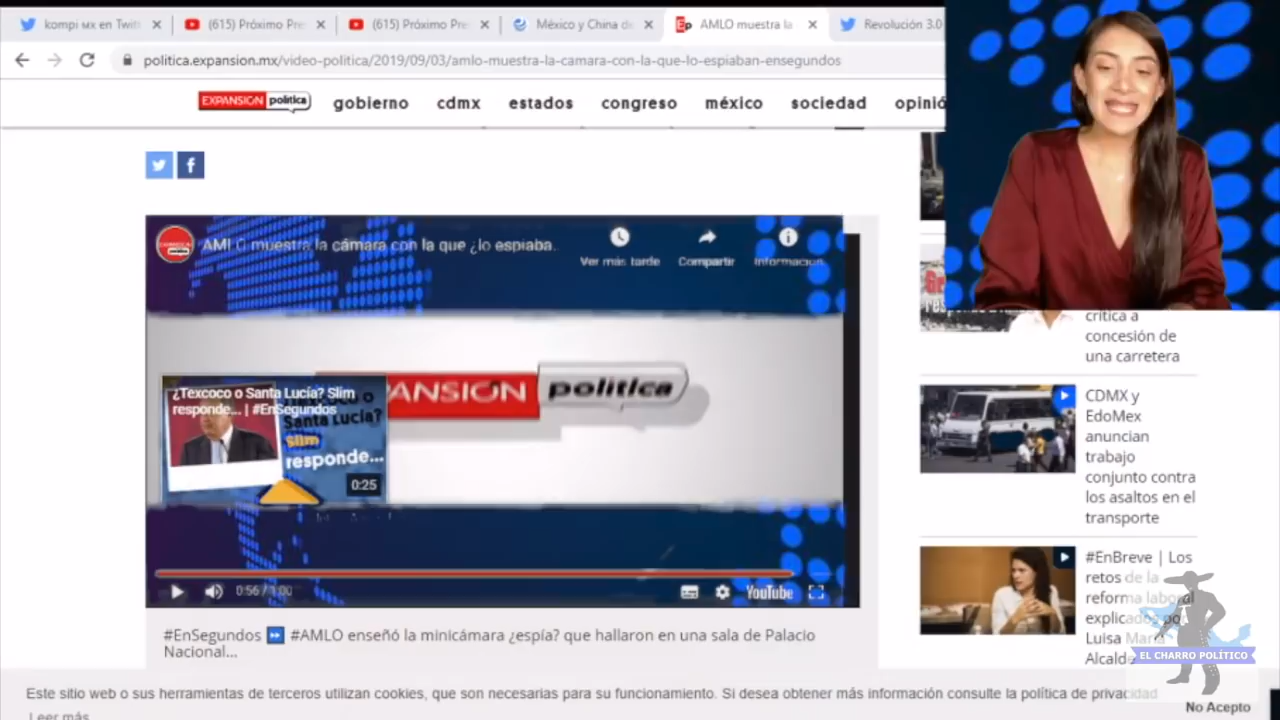 kompi mx en Twitt
(615) Próximo Pre
(615) Próximo Pre
México y China de
AMLO muestra la
Revolución 3.0
politica.expansion.mx/video-politica/2019/09/03/amlo-muestra-la-camara-con-la-que-lo-espiaban-ensegundos
EXPANSIÓN política
gobierno cdmx estados congreso méxico sociedad opinió
AMLO muestra la cámara con la que ¿lo espiaba...
Ver más tarde
Compartir
Información
PANSIÓN política
¿Texcoco o Santa Lucía? Slim
responde... | #EnSegundos
Santa Lucía?
Slim
responde...
0:25
0:56 / 1:00
YouTube
#EnSegundos ⏩ #AMLO enseñó la minicámara ¿espía? que hallaron en una sala de Palacio
Nacional...
crítica a
concesión de
una carretera
CDMX y
EdoMex
anuncian
trabajo
conjunto contra
los asaltos en el
transporte
#EnBreve | Los
retos de la
reforma laboral
explicados por
Luisa María
Alcalde
EL CHARRO POLÍTICO
Este sitio web o sus herramientas de terceros utilizan cookies, que son necesarias para su funcionamiento. Si desea obtener más información consulte la política de privacidad
Leer más
No Acepto